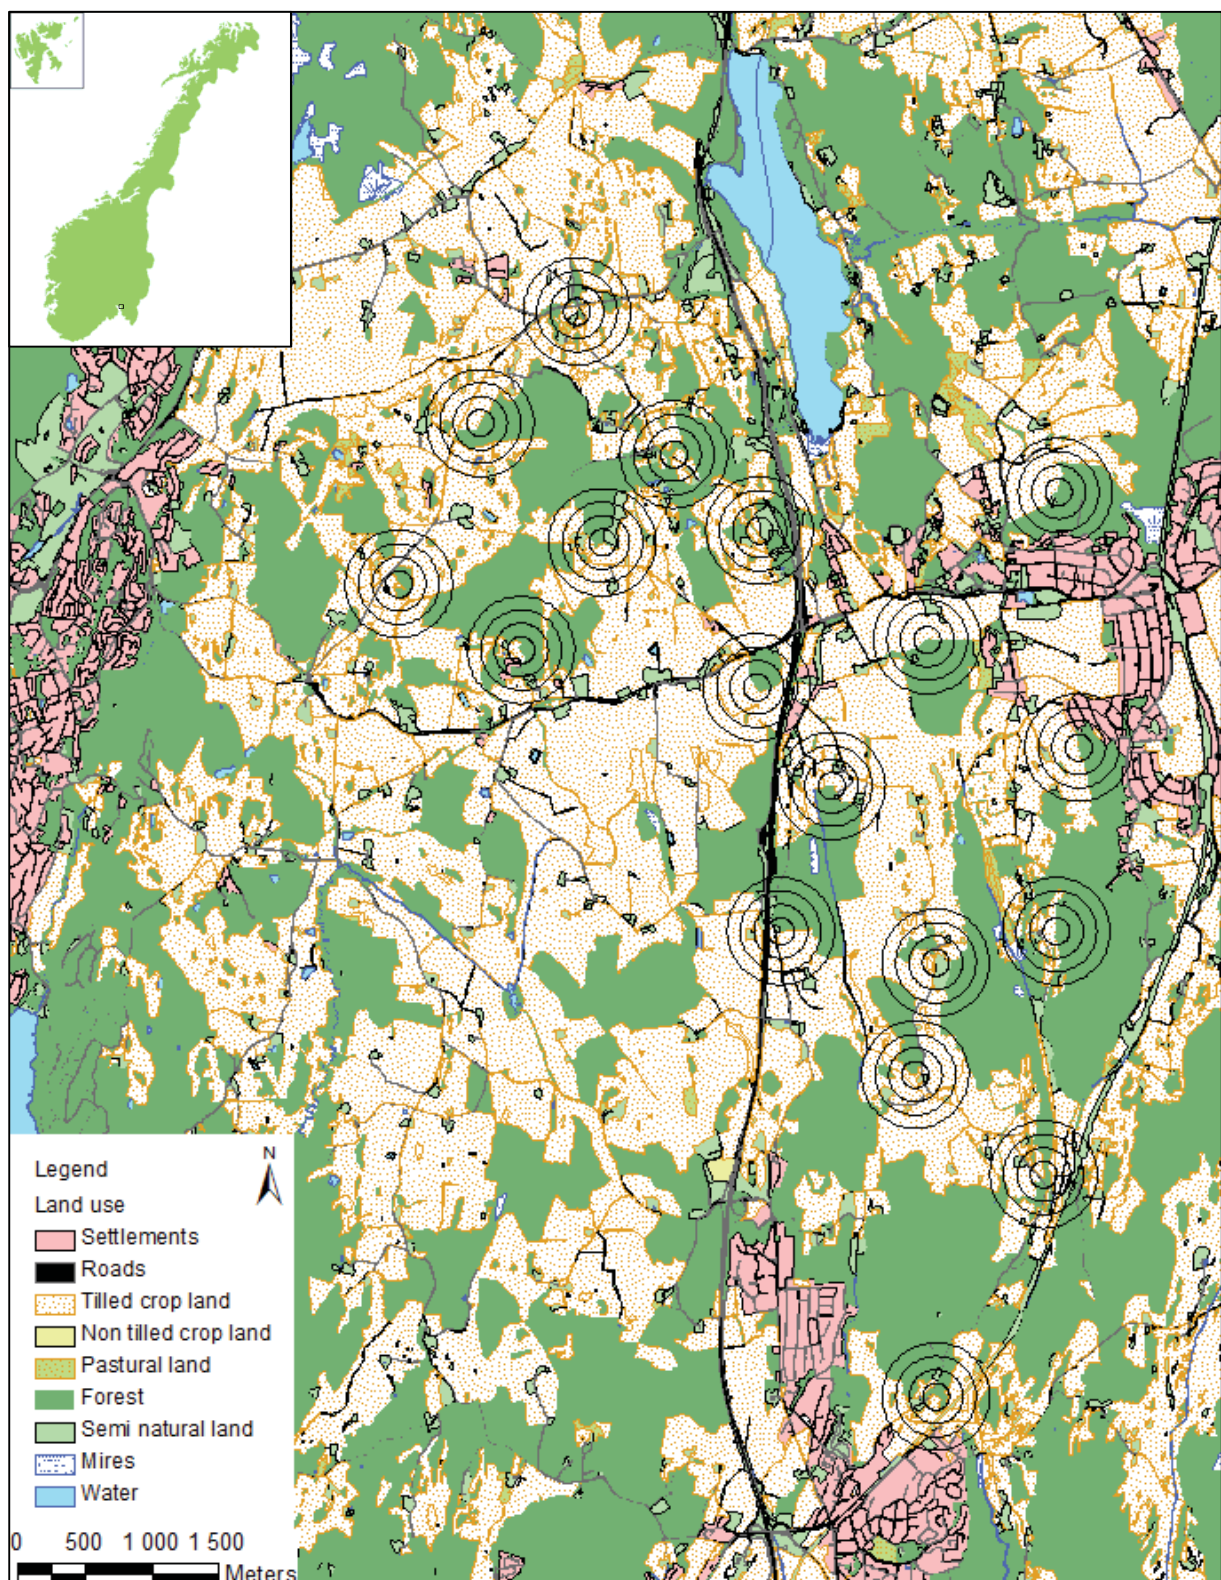 N
Legend
Land use
Settlements
Roads
Tilled crop land
Non tilled crop land
Pastural land
Forest
Semi natural land
Mires
Water
0 500 1 000 1 500
Meters